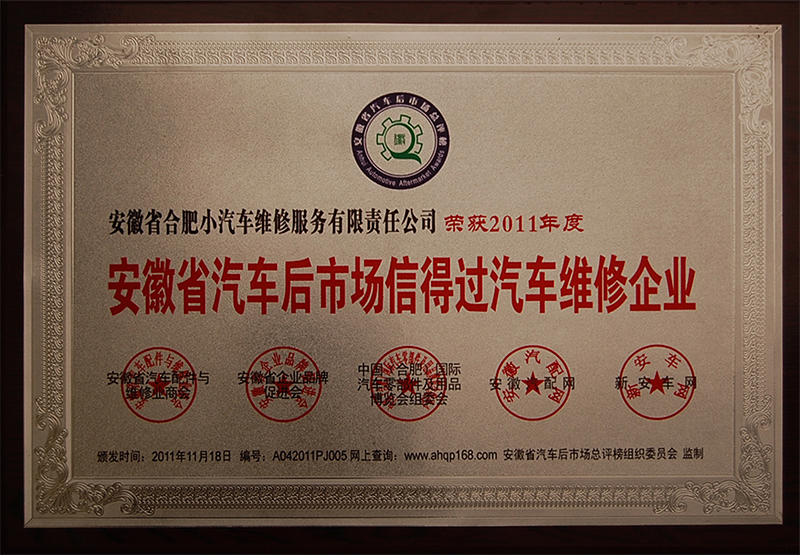 安徽省汽车后市场总评榜
Anhui Automotive Aftermarket Awards
安徽省合肥小汽车维修服务有限责任公司 荣获2011年度
安徽省汽车后市场信得过汽车维修企业
安徽省汽车配件与
维修业商会
安徽省企业品牌
促进会
中国(合肥)国际
汽车零部件及用品
博览会组委会
安徽汽配网
新安车网
颁发时间:2011年11月18日 编号:A042011PJ005 网上查询:www.ahqp168.com 安徽省汽车后市场总评榜组织委员会 监制